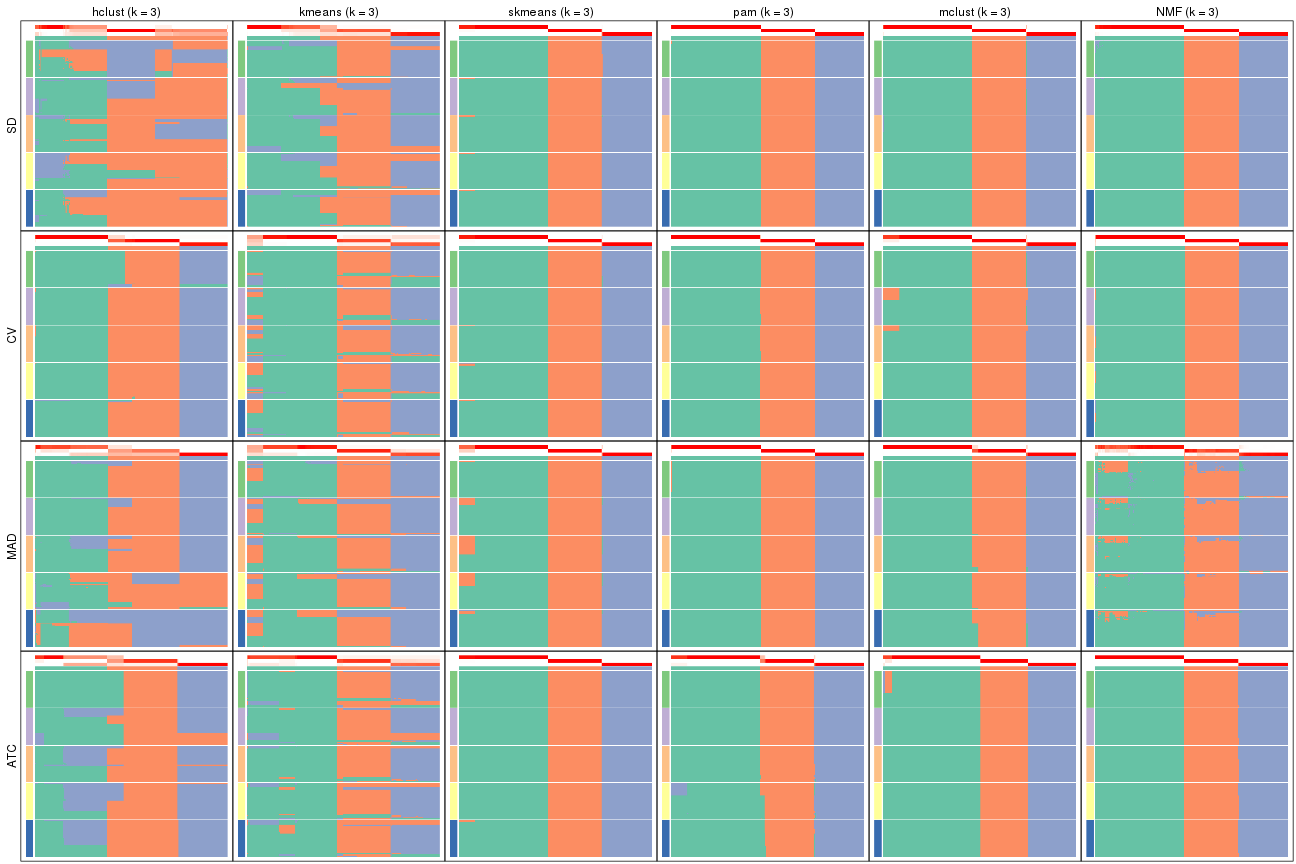 hclust (k = 3) kmeans (k = 3) skmeans (k = 3) pam (k = 3) mclust (k = 3) NMF (k = 3)
SD
CV
MAD
ATC